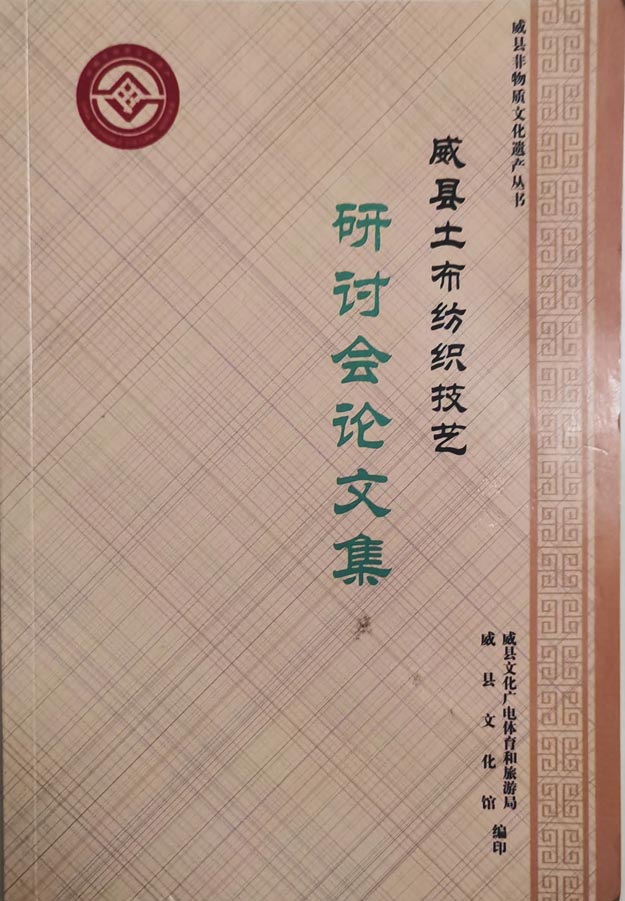 威县非物质文化遗产丛书
威县土布纺织技艺
研讨会论文集
威县文化广电体育和旅游局
威县文化馆
编印